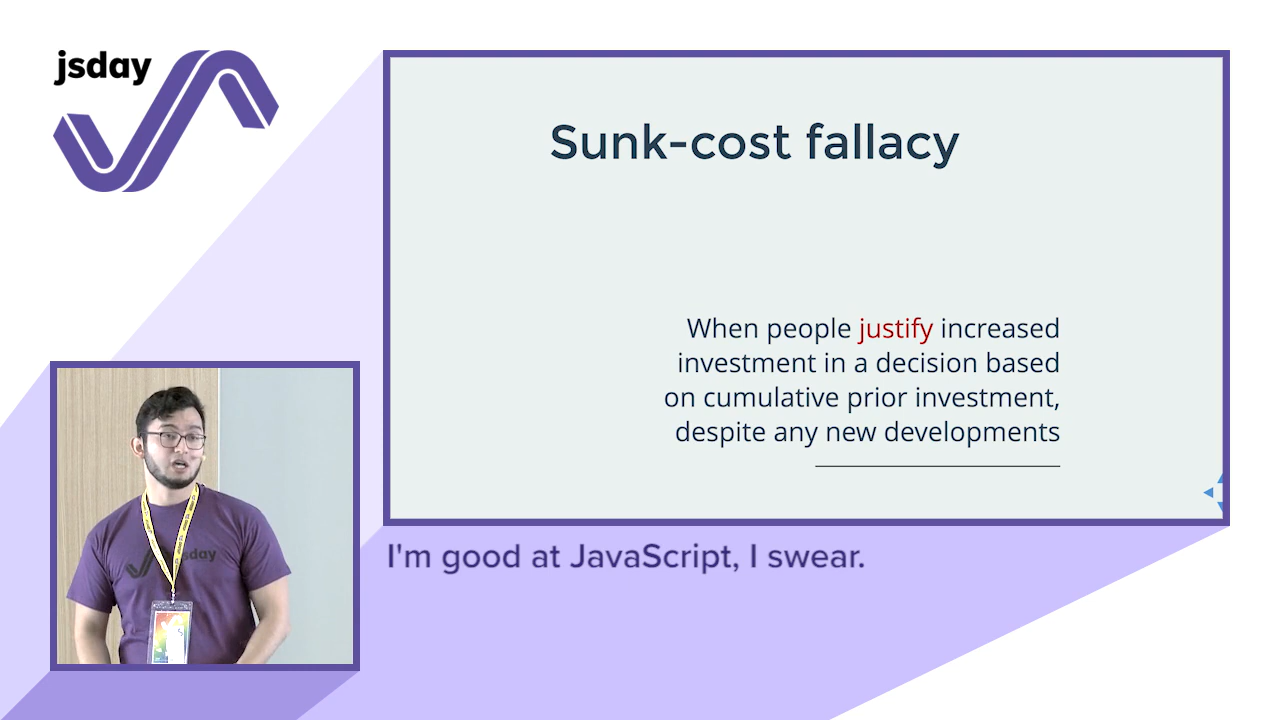 jsday
Sunk-cost fallacy
When people justify increased
investment in a decision based
on cumulative prior investment,
despite any new developments
I'm good at JavaScript, I swear.
jsday